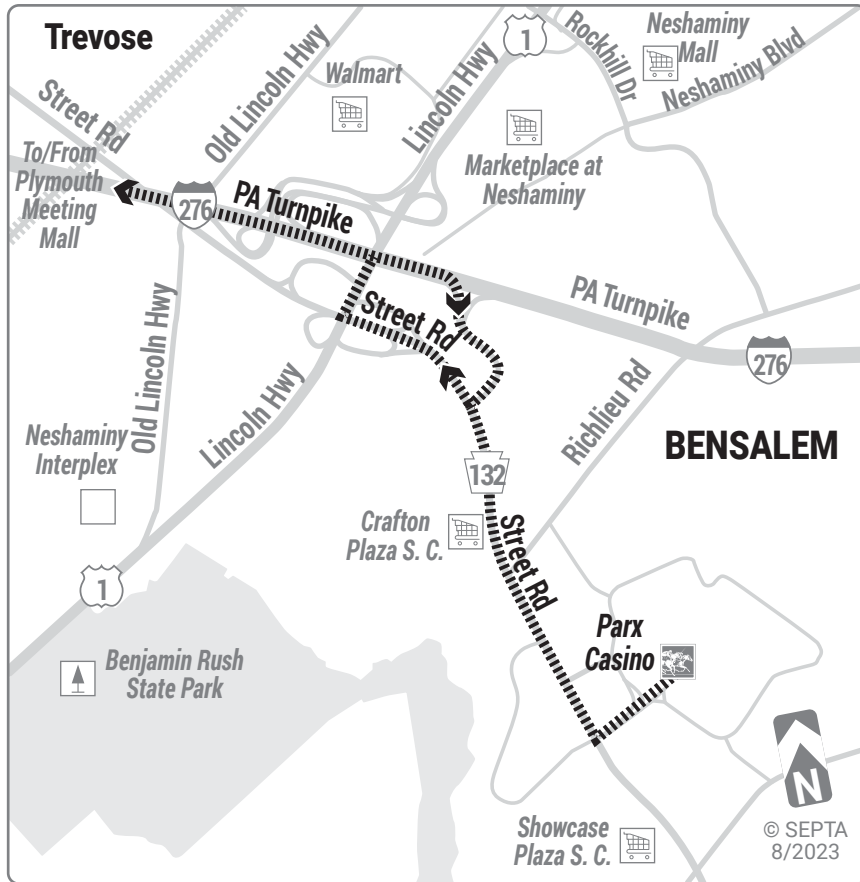 Trevose
1
Neshaminy
Mall
Rockhill Dr
Neshaminy Blvd
Walmart
Lincoln Hwy
Old Lincoln Hwy
Street Rd
Marketplace at
Neshaminy
To/From
Plymouth
Meeting
Mall
276
PA Turnpike
PA Turnpike
Street Rd
276
Old Lincoln Hwy
Lincoln Hwy
Richlieu Rd
BENSALEM
Neshaminy
Interplex
132
Crafton
Plaza S. C.
Street Rd
1
Parx
Casino
Benjamin Rush
State Park
N
Showcase
Plaza S. C.
© SEPTA
8/2023